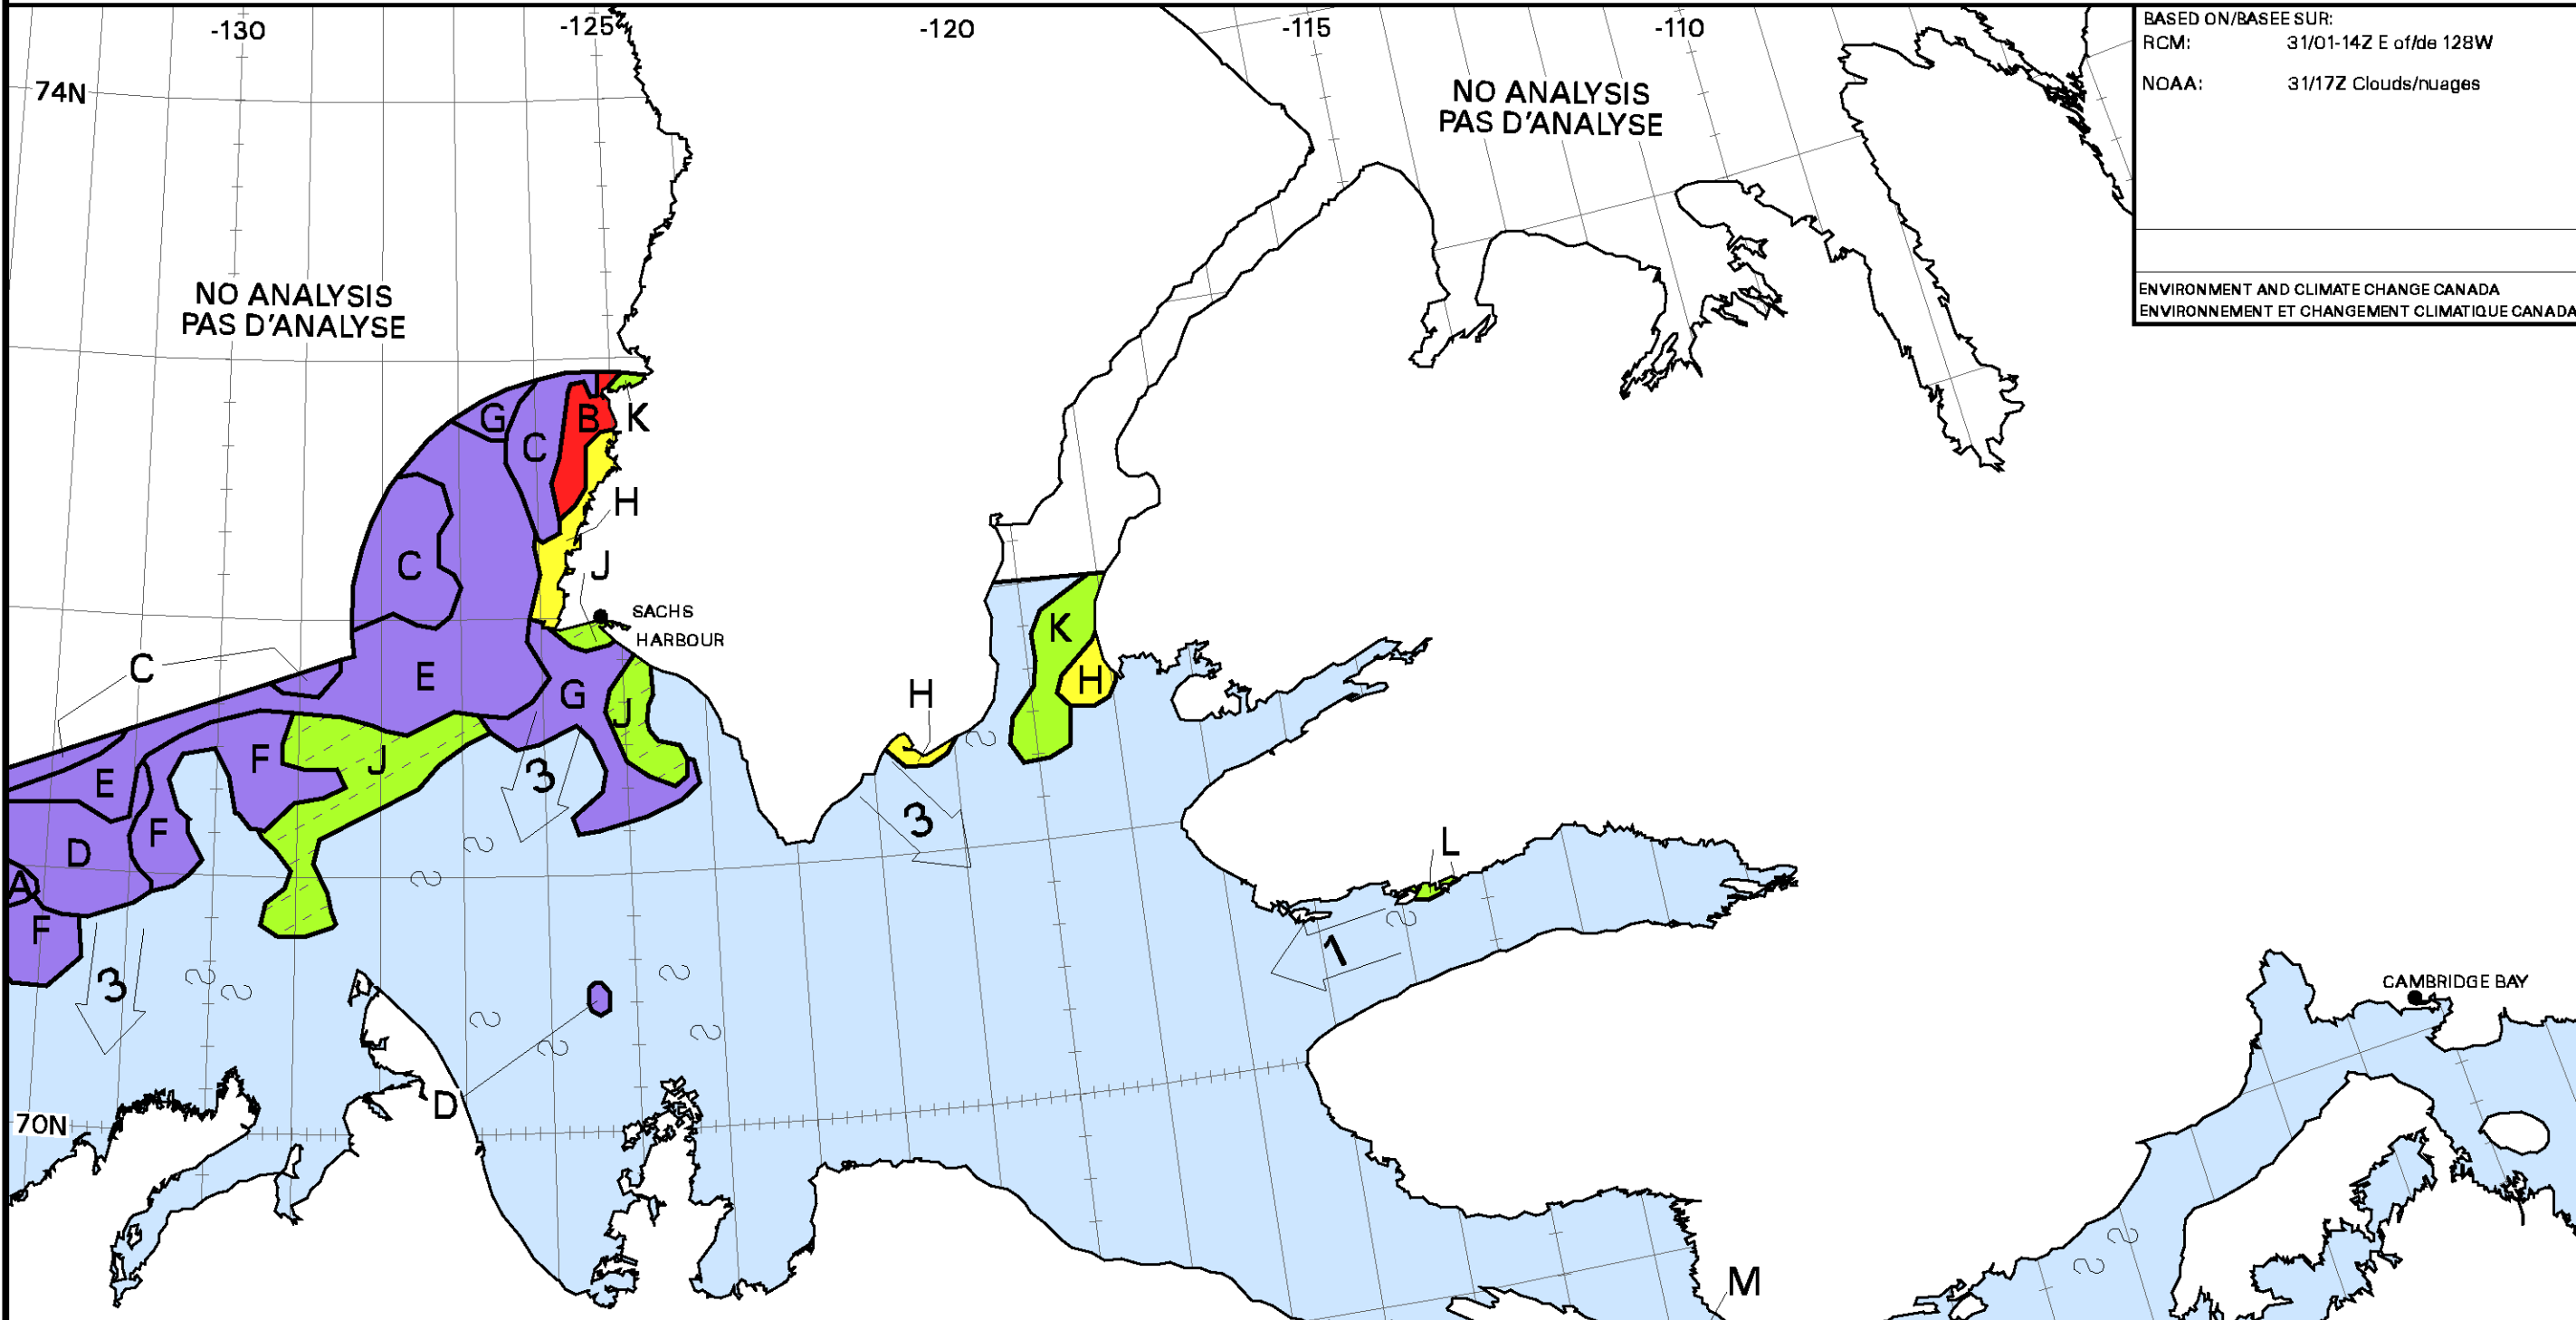 -130
-125
-120
-115
-110
BASED ON/BASEE SUR:
RCM: 31/01-14Z E of/de 128W
NOAA: 31/17Z Clouds/nuages
ENVIRONMENT AND CLIMATE CHANGE CANADA
ENVIRONNEMENT ET CHANGEMENT CLIMATIQUE CANADA
74N
NO ANALYSIS
PAS D'ANALYSE
NO ANALYSIS
PAS D'ANALYSE
G
C
B
K
H
C
J
SACHS
HARBOUR
K
C
E
G
H
H
J
F
J
3
E
3
F
D
L
A
F
1
3
CAMBRIDGE BAY
D
70N
M